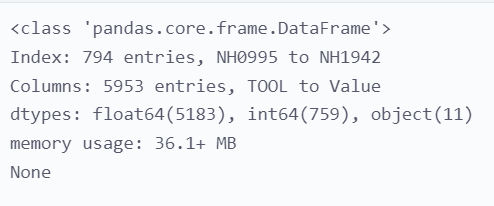 <class 'pandas.core.frame.DataFrame'>
Index: 794 entries, NH0995 to NH1942
Columns: 5953 entries, TOOL to Value
dtypes: float64(5183), int64(759), object(11)
memory usage: 36.1+ MB
None